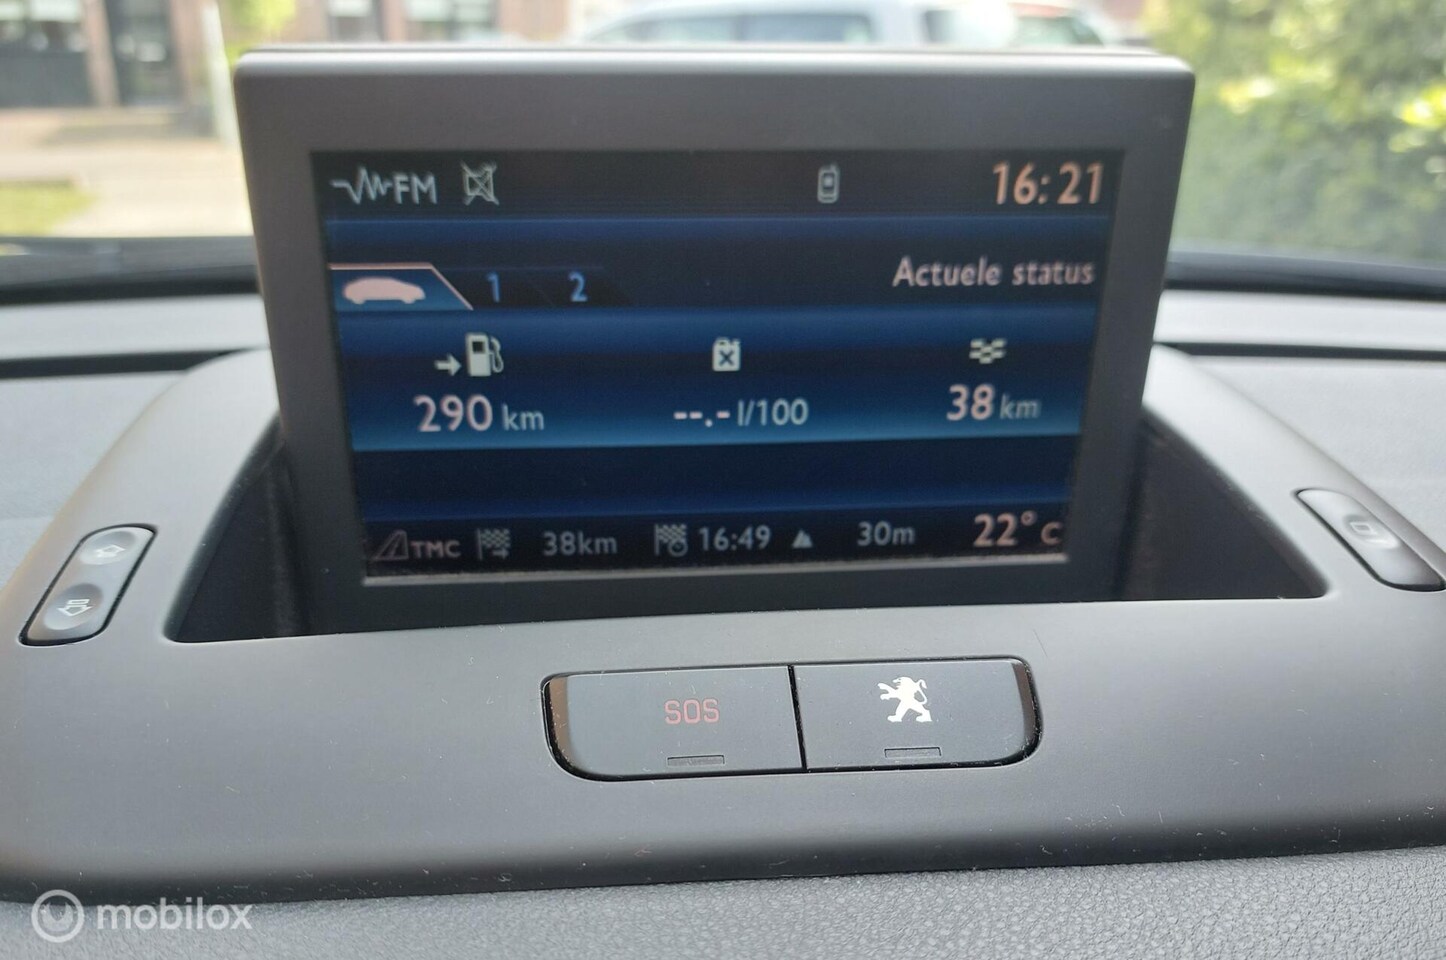 FM 16:21
1 2 Actuele status
290 km --.- l/100 38 km
TMC 38km 16:49 30m 22° C
SOS
mobilox